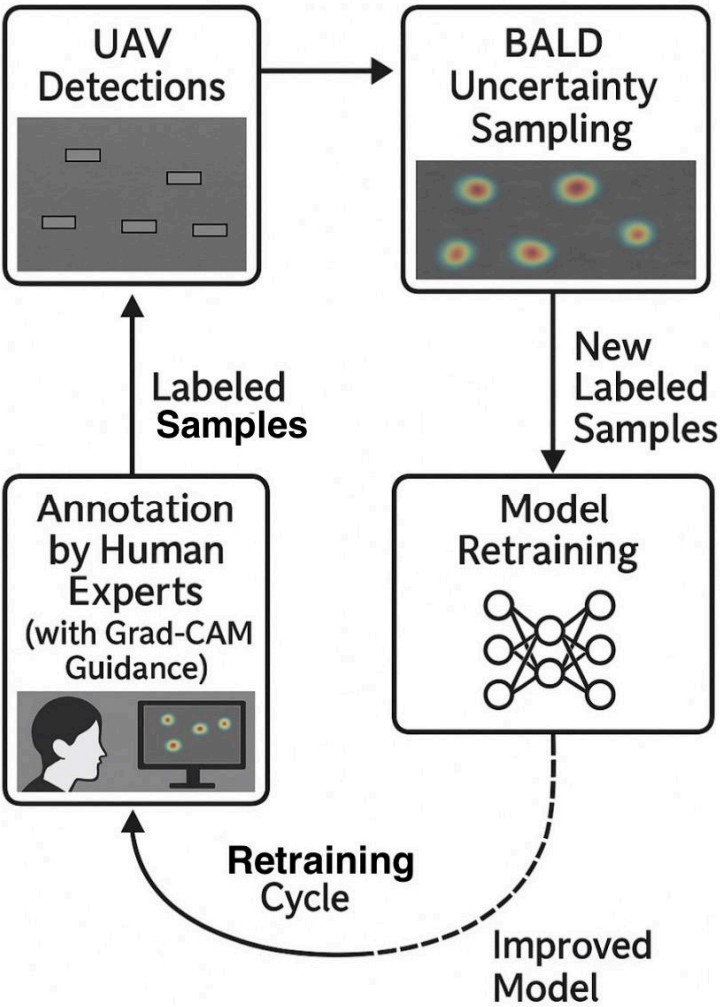 UAV
Detections
BALD
Uncertainty
Sampling
Labeled
Samples
New
Labeled
Samples
Annotation
by Human
Experts
(with Grad-CAM
Guidance)
Model
Retraining
Retraining
Cycle
Improved
Model